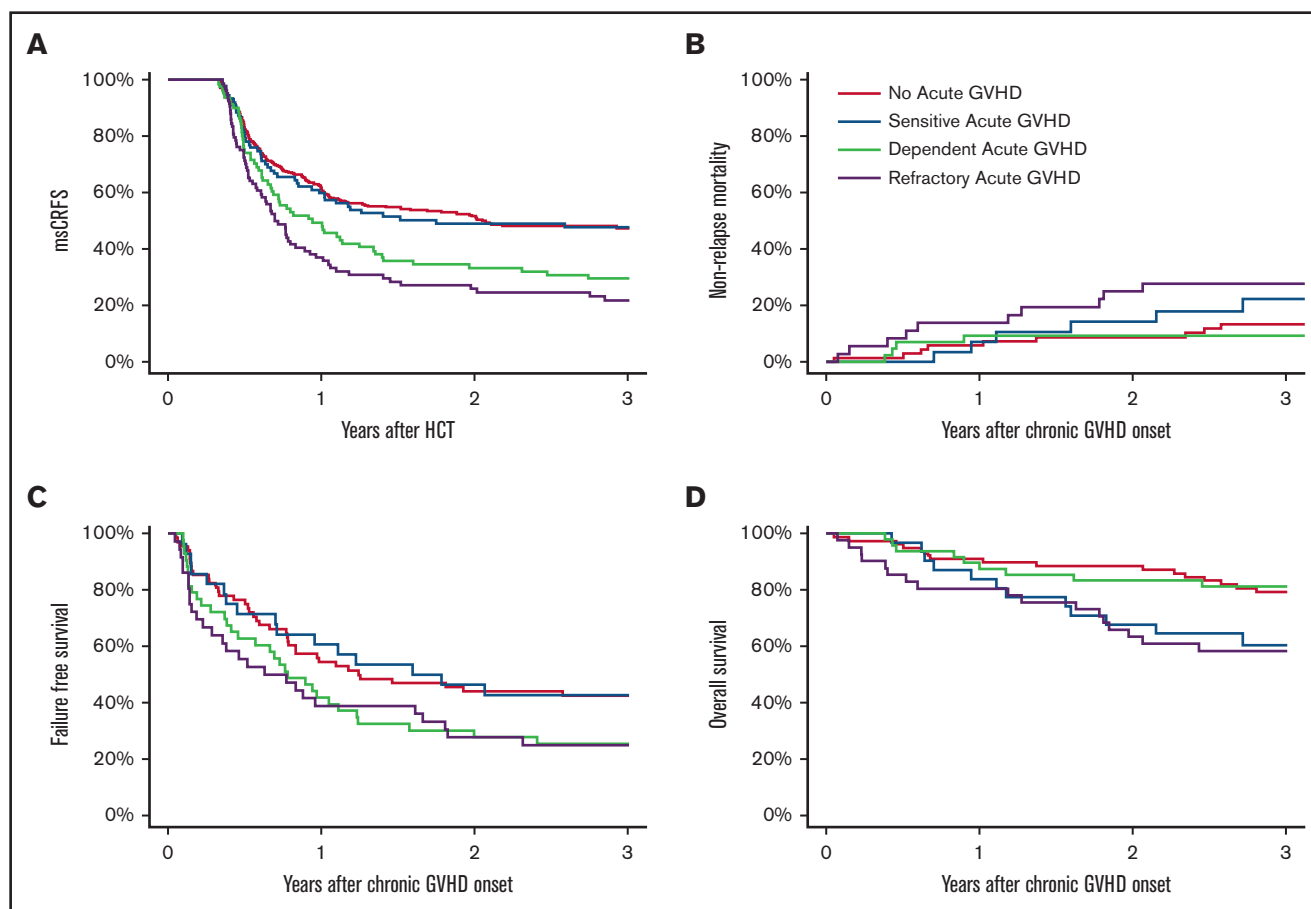 A
100%
80%
60%
40%
20%
0%
msCRFS
0 1 2 3
Years after HCT
B
100%
80%
60%
40%
20%
0%
Non-relapse mortality
No Acute GVHD
Sensitive Acute GVHD
Dependent Acute GVHD
Refractory Acute GVHD
0 1 2 3
Years after chronic GVHD onset
C
100%
80%
60%
40%
20%
0%
Failure free survival
0 1 2 3
Years after chronic GVHD onset
D
100%
80%
60%
40%
20%
0%
Overall survival
0 1 2 3
Years after chronic GVHD onset